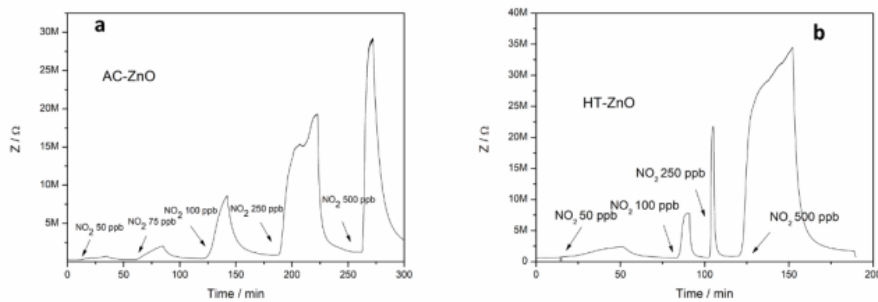 a
AC-ZnO
30M
25M
20M
15M
10M
5M
Z / Ω
NO2 50 ppb
NO2 75 ppb
NO2 100 ppb
NO2 250 ppb
NO2 500 ppb
0 50 100 150 200 250 300
Time / min
b
HT-ZnO
40M
35M
30M
25M
20M
15M
10M
5M
0
Z / Ω
NO2 50 ppb
NO2 100 ppb
NO2 250 ppb
NO2 500 ppb
0 50 100 150 200
Time / min